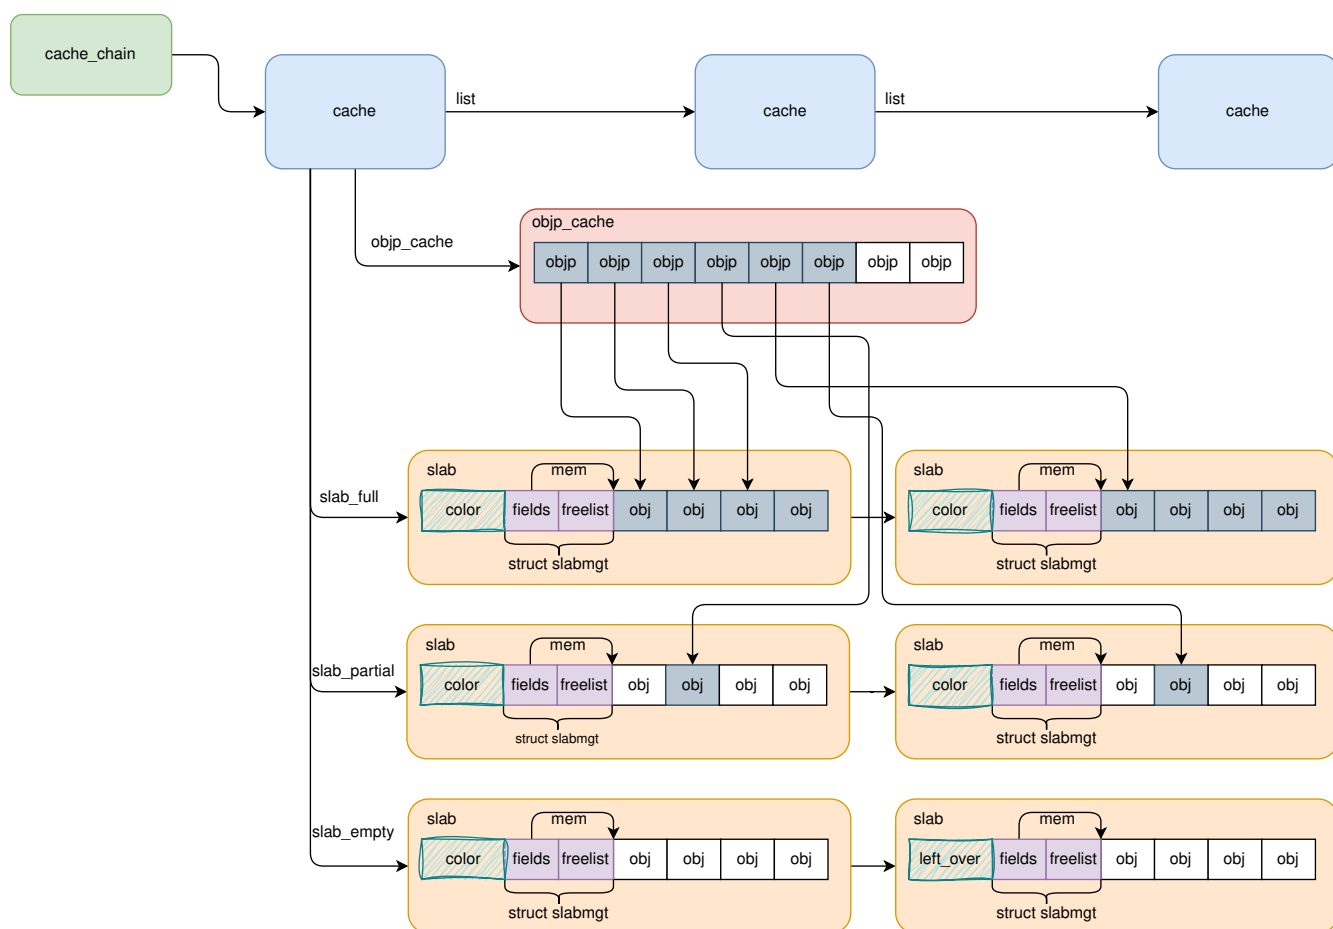 cache_chain
cache
list
cache
list
cache
objp_cache
objp_cache
objp objp objp objp objp objp objp objp
slab_full
slab
mem
color fields freelist obj obj obj obj
struct slabmgt
slab
mem
color fields freelist obj obj obj obj
struct slabmgt
slab_partial
slab
mem
color fields freelist obj obj obj obj
struct slabmgt
slab
mem
color fields freelist obj obj obj obj
struct slabmgt
slab_empty
slab
mem
color fields freelist obj obj obj obj
struct slabmgt
slab
mem
left_over fields freelist obj obj obj obj
struct slabmgt